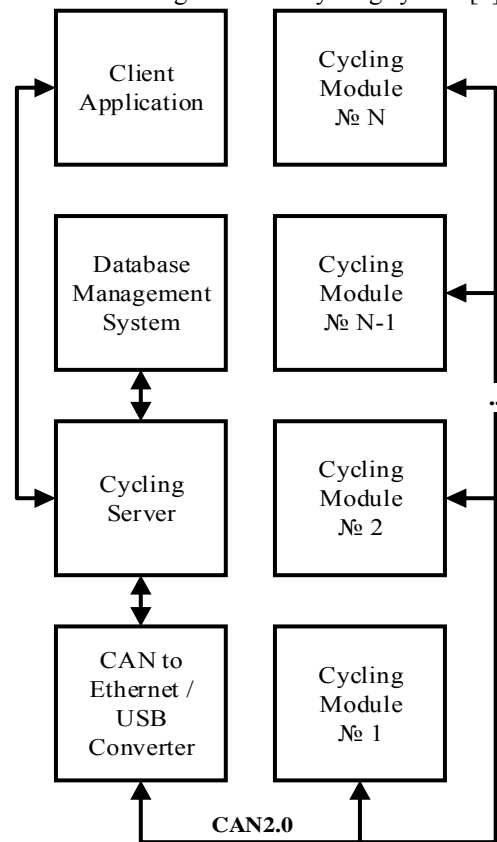 Client
Application
Cycling
Module
№ N
Database
Management
System
Cycling
Module
№ N-1
Cycling
Server
Cycling
Module
№ 2
CAN to
Ethernet /
USB
Converter
Cycling
Module
№ 1
CAN2.0